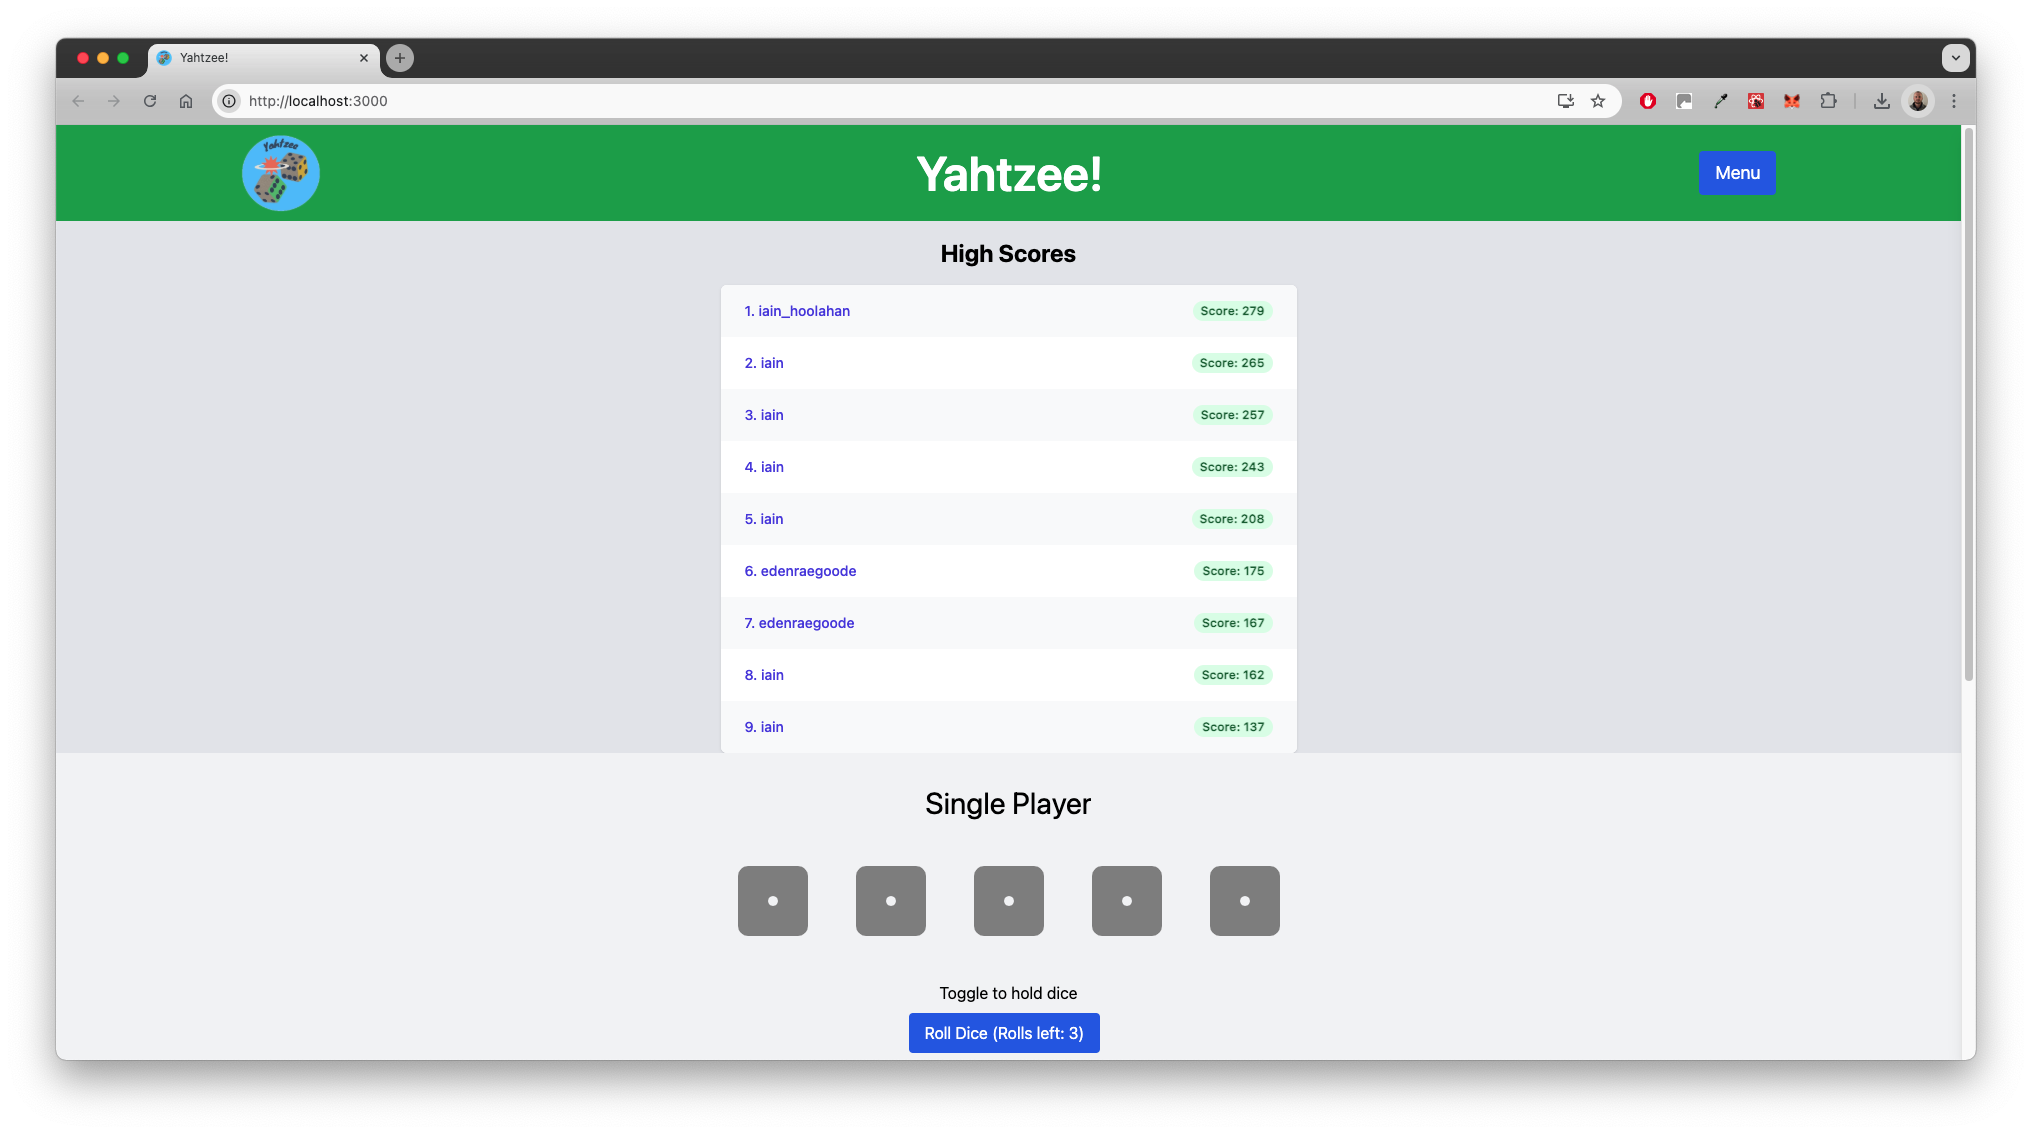 Yahtzee!
http://localhost:3000
Yahtzee
Yahtzee!
Menu
High Scores
1. iain_hoolahan Score: 279
2. iain Score: 265
3. iain Score: 257
4. iain Score: 243
5. iain Score: 208
6. edenraegoode Score: 175
7. edenraegoode Score: 167
8. iain Score: 162
9. iain Score: 137
Single Player
Toggle to hold dice
Roll Dice (Rolls left: 3)